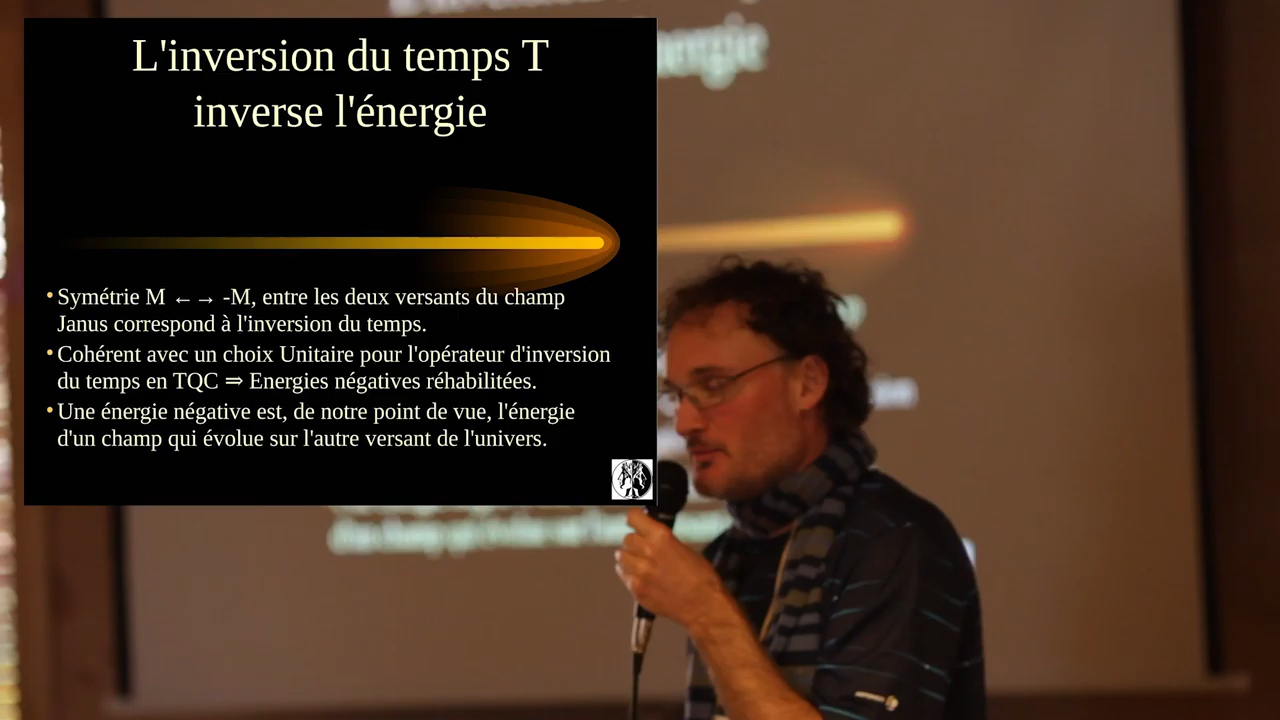 L'inversion du temps T
inverse l'énergie
• Symétrie M ←→ -M, entre les deux versants du champ
Janus correspond à l'inversion du temps.
• Cohérent avec un choix Unitaire pour l'opérateur d'inversion
du temps en TQC ⇒ Energies négatives réhabilitées.
• Une énergie négative est, de notre point de vue, l'énergie
d'un champ qui évolue sur l'autre versant de l'univers.